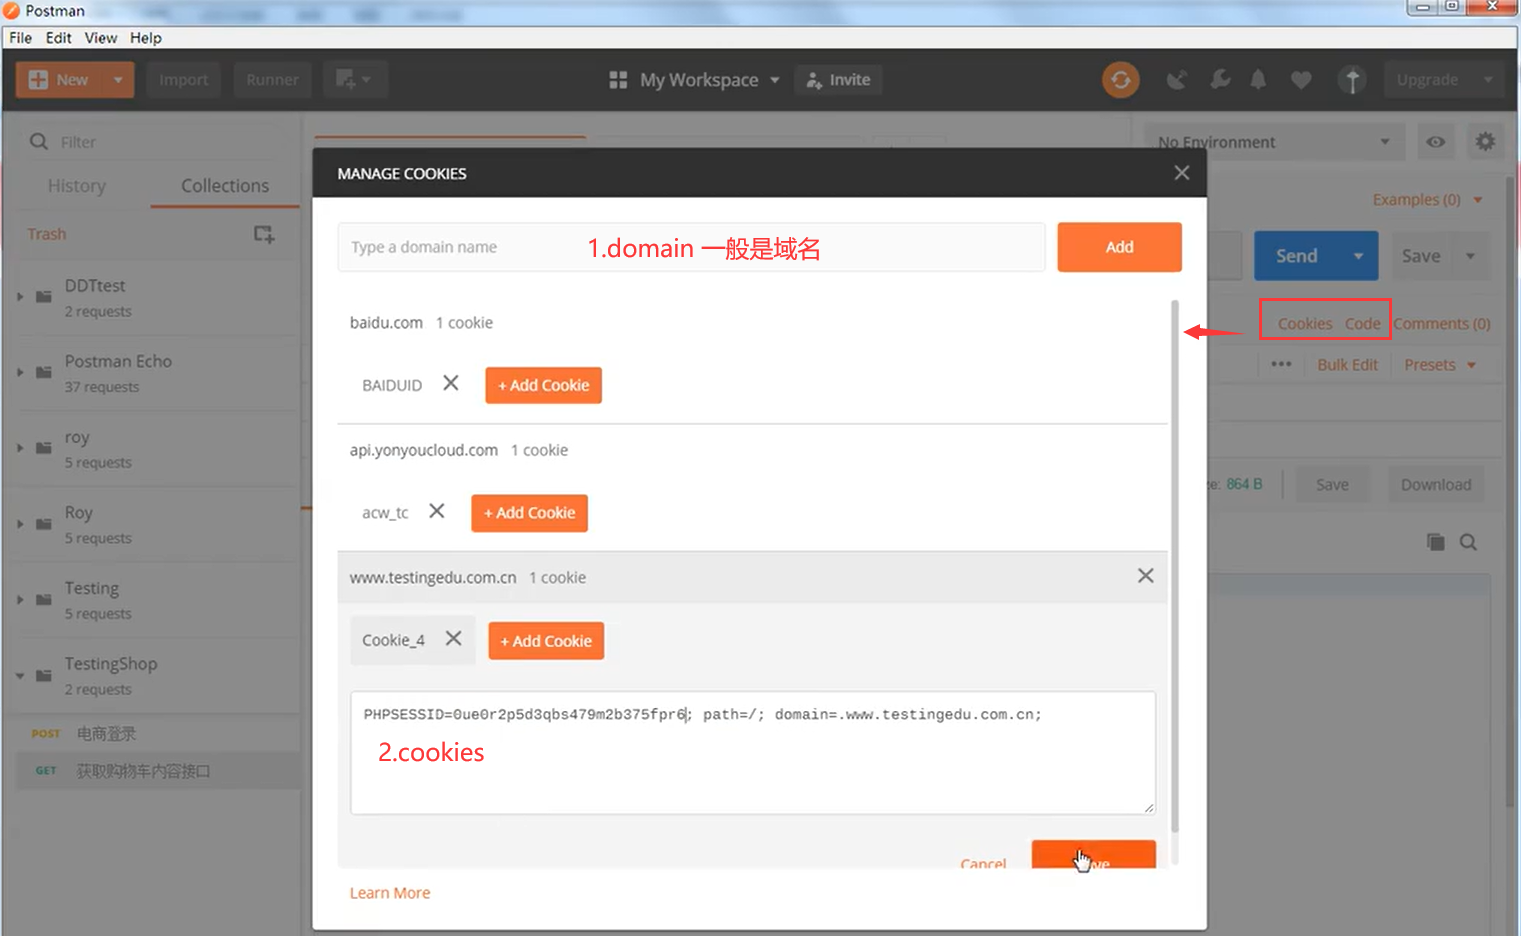 Postman
File Edit View Help
New Import Runner My Workspace Invite Upgrade
Filter
History Collections
Trash
DDTtest
2 requests
Postman Echo
37 requests
roy
5 requests
Roy
5 requests
Testing
5 requests
TestingShop
2 requests
POST 电商登录
GET 获取购物车内容接口
MANAGE COOKIES
Type a domain name 1.domain 一般是域名 Add
baidu.com 1 cookie
BAIDUID + Add Cookie
api.yonyoucloud.com 1 cookie
acw_tc + Add Cookie
www.testingedu.com.cn 1 cookie
Cookie_4 + Add Cookie
PHPSESSID=0ue0r2p5d3qbs479m2b375fpr6; path=/; domain=.www.testingedu.com.cn;
2.cookies
Cancel
Learn More
No Environment
Examples (0)
Send Save
Cookies Code Comments (0)
Bulk Edit Presets
864 B Save Download